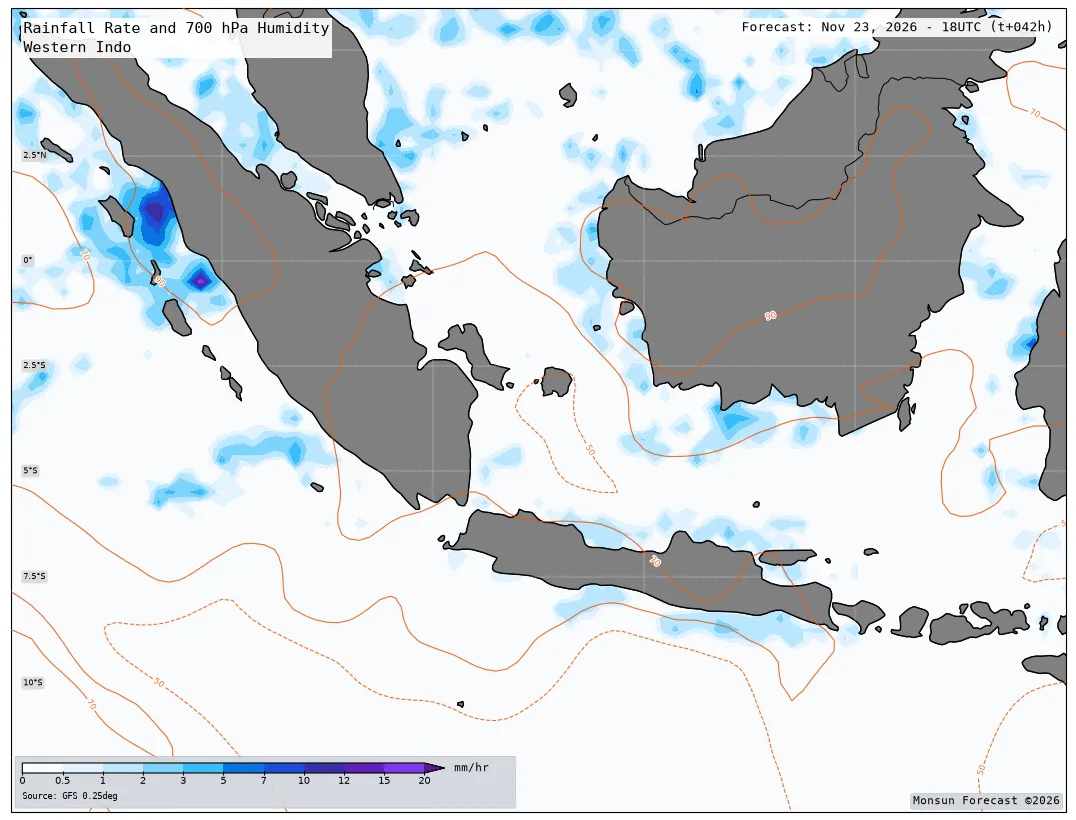 Rainfall Rate and 700 hPa Humidity
Western Indo
Forecast: Nov 23, 2026 - 18UTC (t+042h)
70
2.5°N
0°
70
90
90
2.5°S
50
5°S
70
7.5°S
10°S
50
70
50
0 0.5 1 2 3 5 7 10 12 15 20
mm/hr
Source: GFS 0.25deg
Monsun Forecast ©2026